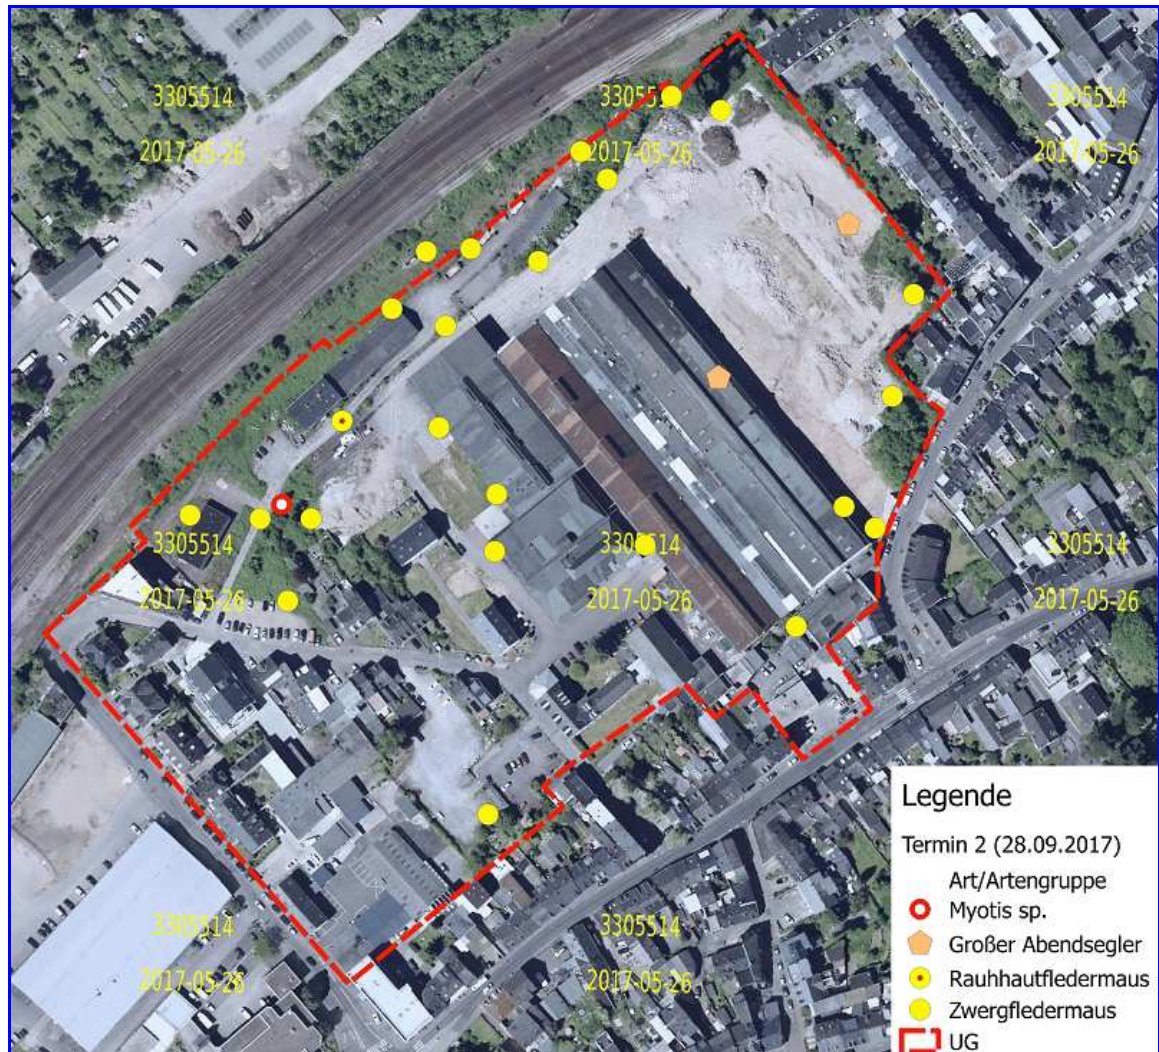 3305514 3305514 3305514
2017-05-26 2017-05-26 2017-05-26
3305514 3305514 3305514
2017-05-26 2017-05-26 2017-05-26
3305514 3305514
2017-05-26 2017-05-26
Legende
Termin 2 (28.09.2017)
Art/Artengruppe
Myotis sp.
Großer Abendsegler
Rauhhautfledermaus
Zwergfledermaus
UG